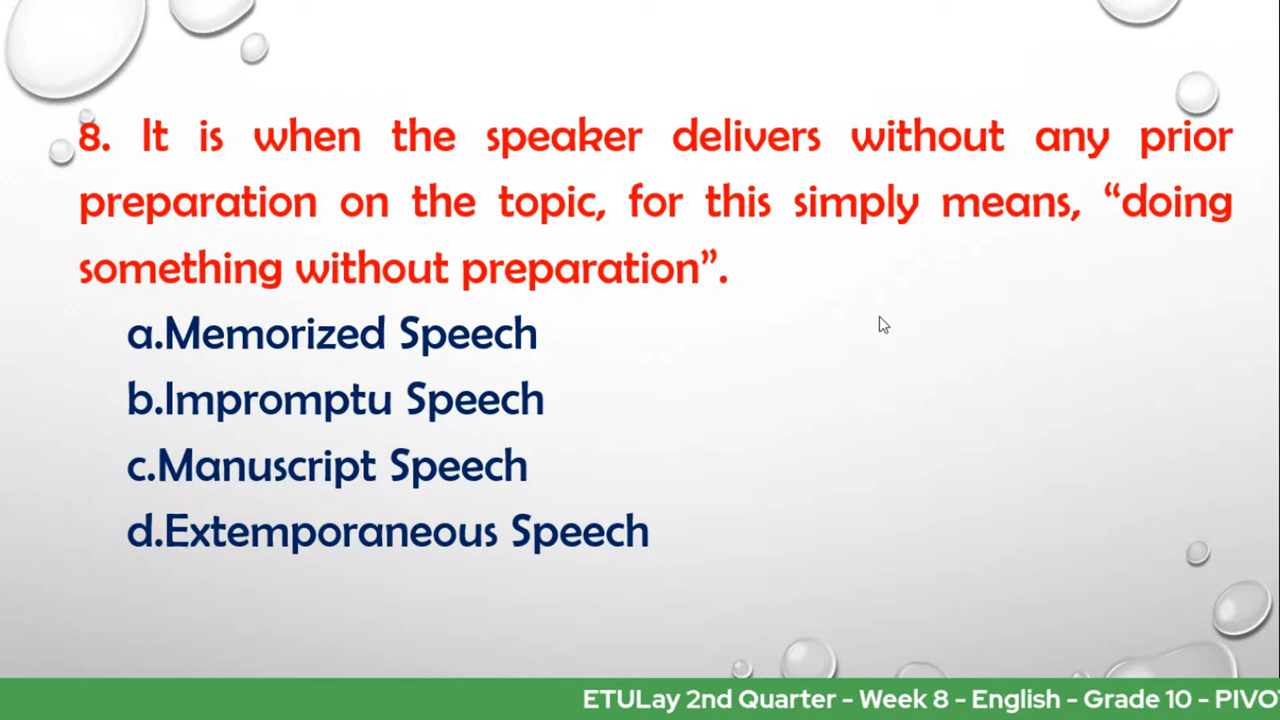 8. It is when the speaker delivers without any prior
preparation on the topic, for this simply means, “doing
something without preparation”.
a.Memorized Speech
b.Impromptu Speech
c.Manuscript Speech
d.Extemporaneous Speech
ETULay 2nd Quarter - Week 8 - English - Grade 10 -